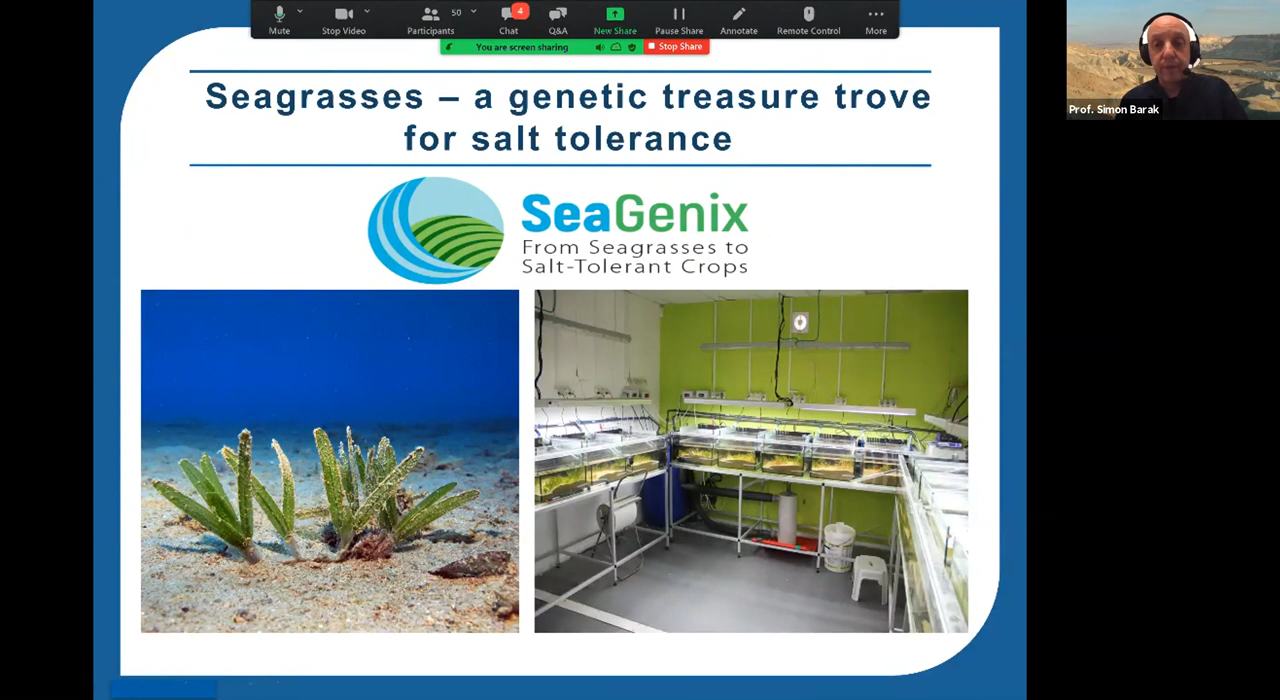 Mute
Stop Video
50
Participants
4
Chat
Q&A
New Share
Pause Share
Annotate
Remote Control
More
You are screen sharing
Stop Share
Seagrasses – a genetic treasure trove
for salt tolerance
SeaGenix
From Seagrasses to
Salt-Tolerant Crops
Prof. Simon Barak